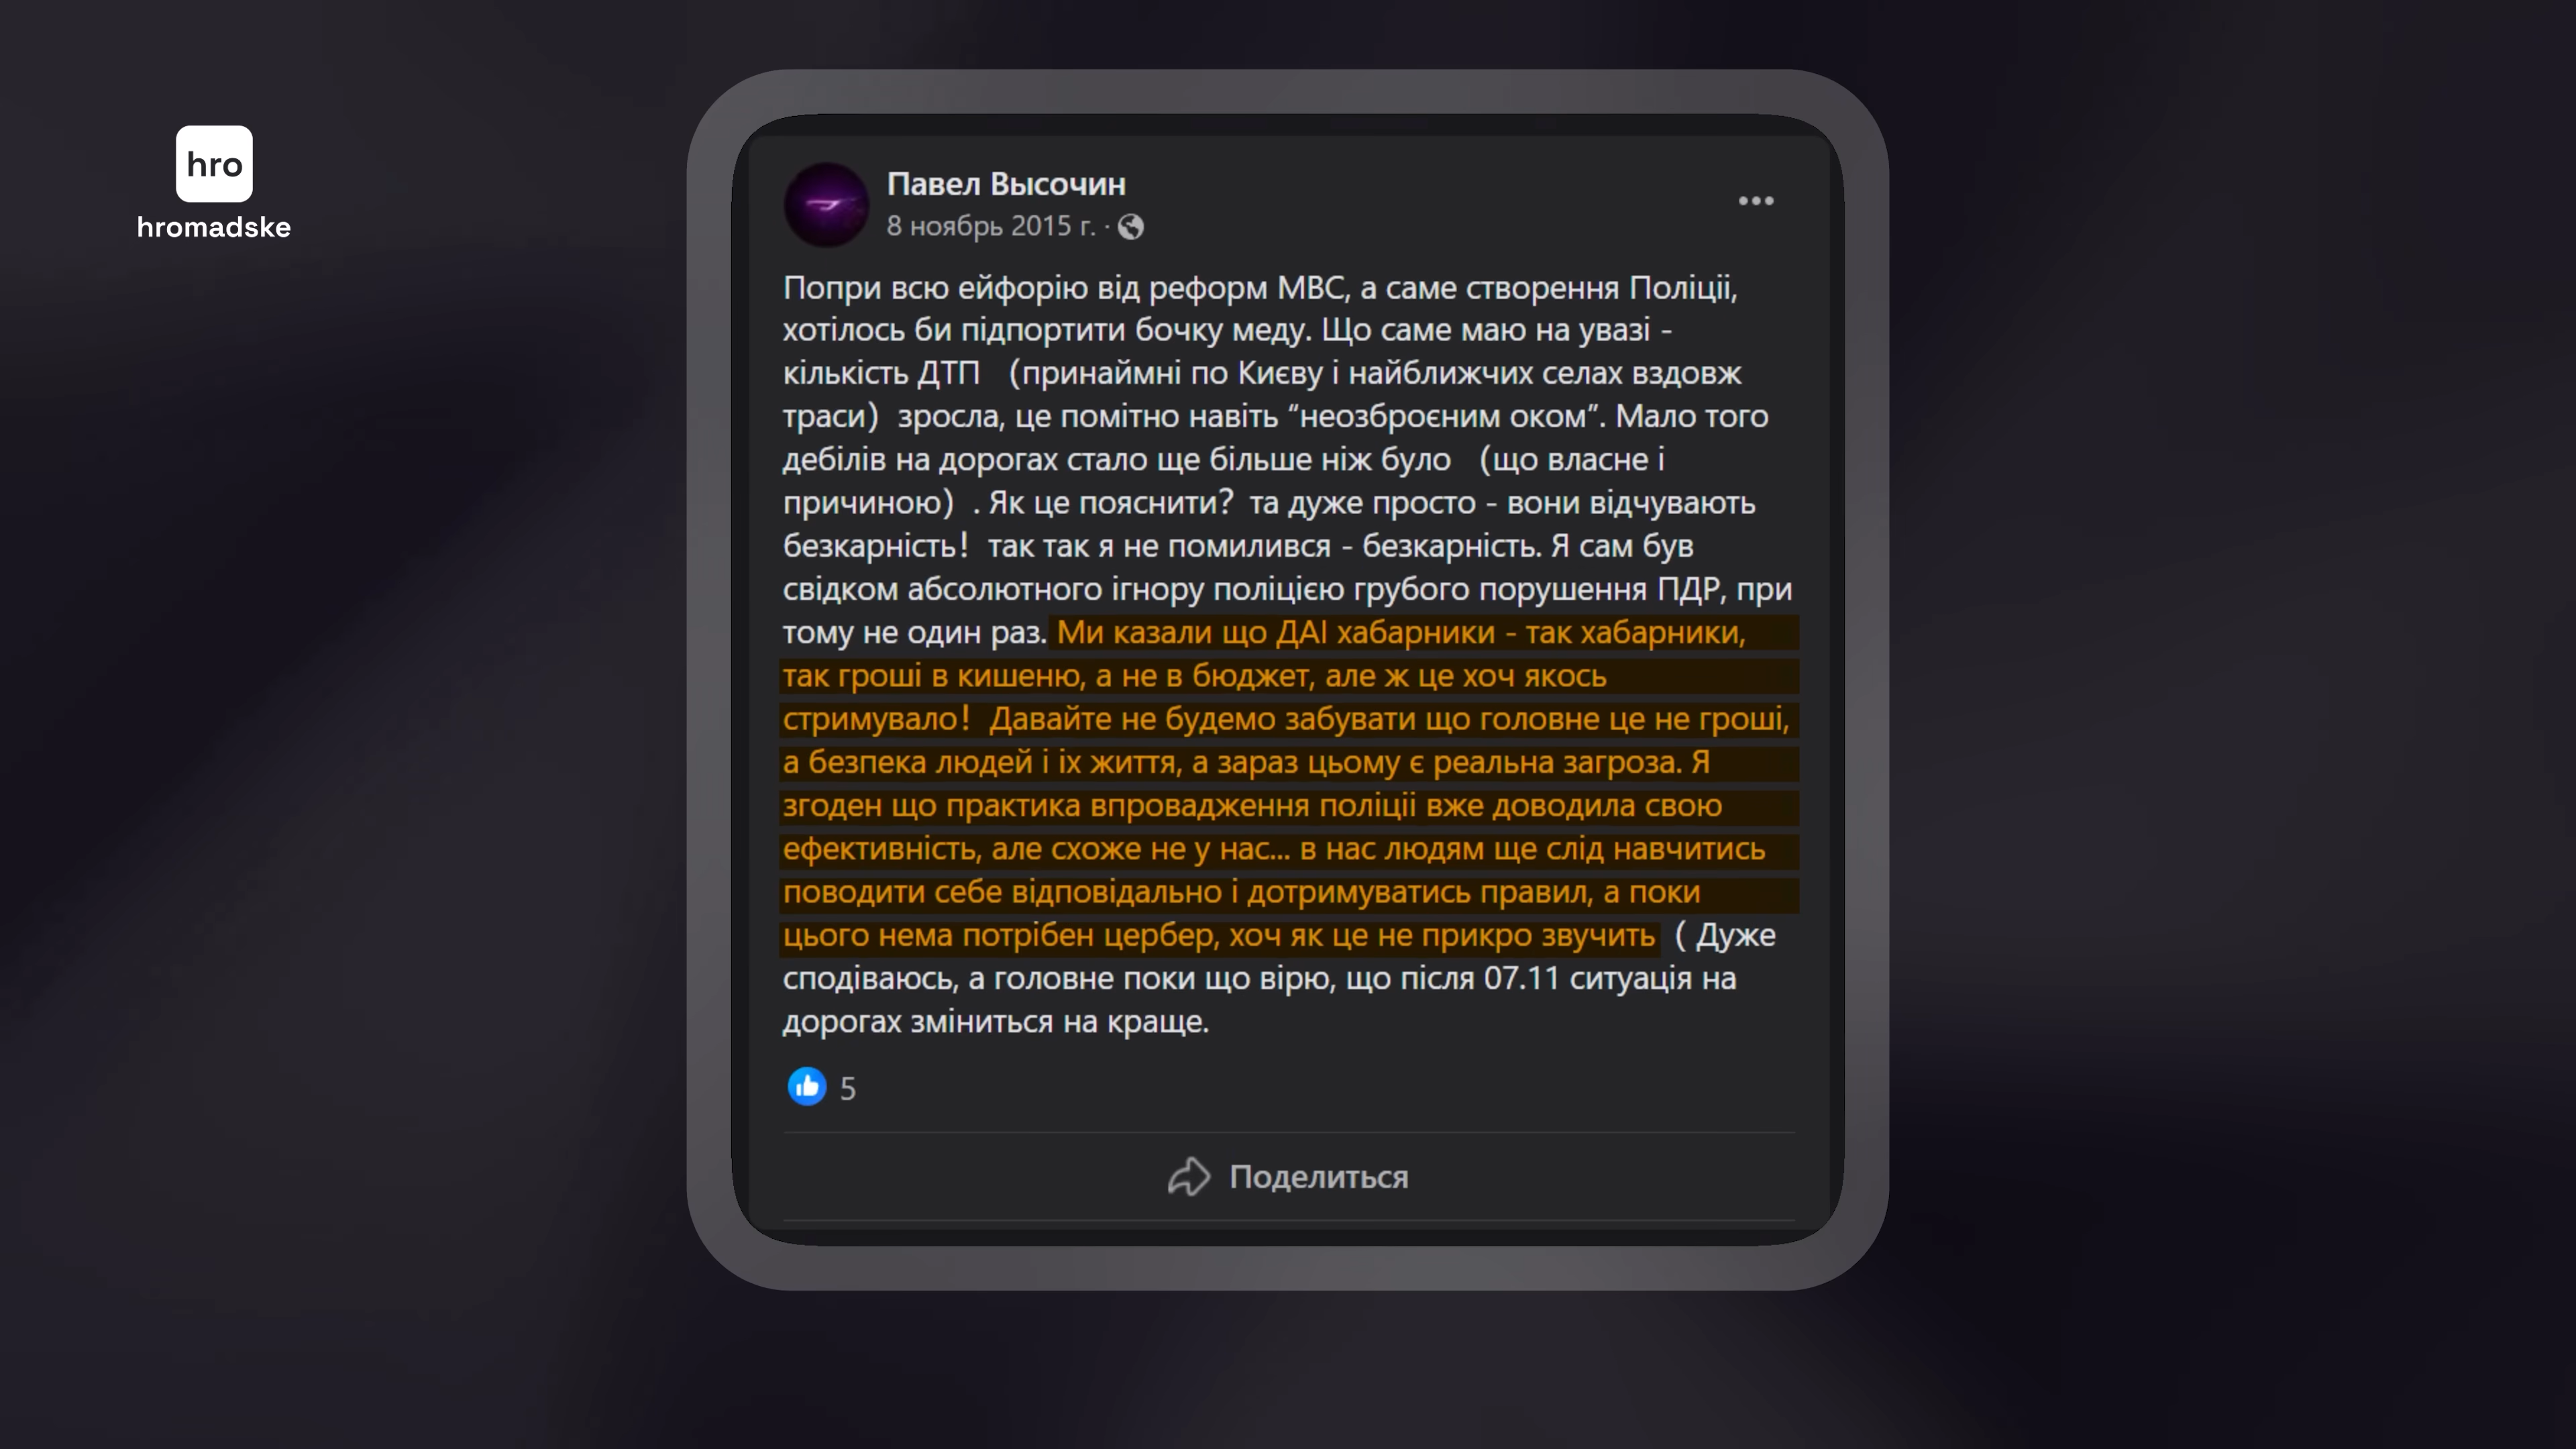 hro
hromadske
Павел Высочин
8 ноябрь 2015 г. ·
Попри всю ейфорію від реформ МВС, а саме створення Поліціі,
хотілось би підпортити бочку меду. Що саме маю на увазі -
кількість ДТП (принаймні по Києву і найближчих селах вздовж
траси) зросла, це помітно навіть “неозброєним оком”. Мало того
дебілів на дорогах стало ще більше ніж було (що власне і
причиною) . Як це пояснити? та дуже просто - вони відчувають
безкарність! так так я не помилився - безкарність. Я сам був
свідком абсолютного ігнору поліцією грубого порушення ПДР, при
тому не один раз. Ми казали що ДАІ хабарники - так хабарники,
так гроші в кишеню, а не в бюджет, але ж це хоч якось
стримувало! Давайте не будемо забувати що головне це не гроші,
а безпека людей і іх життя, а зараз цьому є реальна загроза. Я
згоден що практика впровадження поліціі вже доводила свою
ефективність, але схоже не у нас... в нас людям ще слід навчитись
поводити себе відповідально і дотримуватись правил, а поки
цього нема потрібен цербер, хоч як це не прикро звучить ( Дуже
сподіваюсь, а головне поки що вірю, що після 07.11 ситуація на
дорогах зміниться на краще.
5
Поделиться